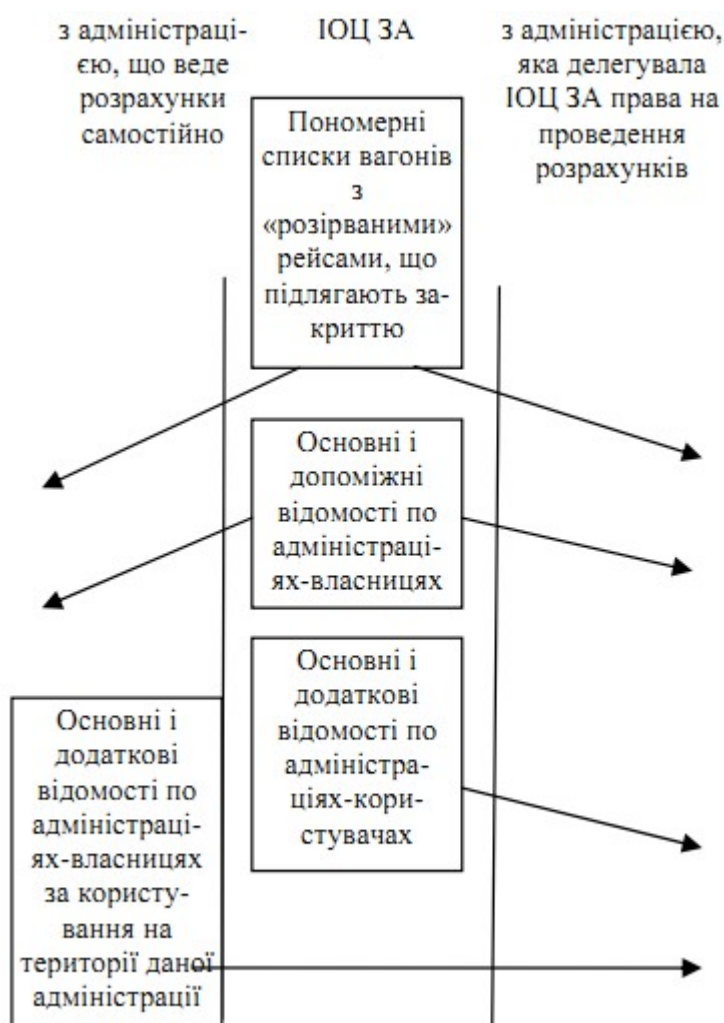 з адміністраці-
єю, що веде
розрахунки
самостійно
ІОЦ ЗА
з адміністрацією,
яка делегувала
ІОЦ ЗА права на
проведення
розрахунків
Пономерні
списки вагонів
з
«розірваними»
рейсами, що
підлягають за-
криттю
Основні і
допоміжні
відомості по
адміністраці-
ях-власницях
Основні і
додаткові
відомості по
адміністра-
ціях-кори-
стувачах
Основні і
додаткові
відомості по
адміністраці-
ях-власницях
за користу-
вання на
території даної
адміністрації